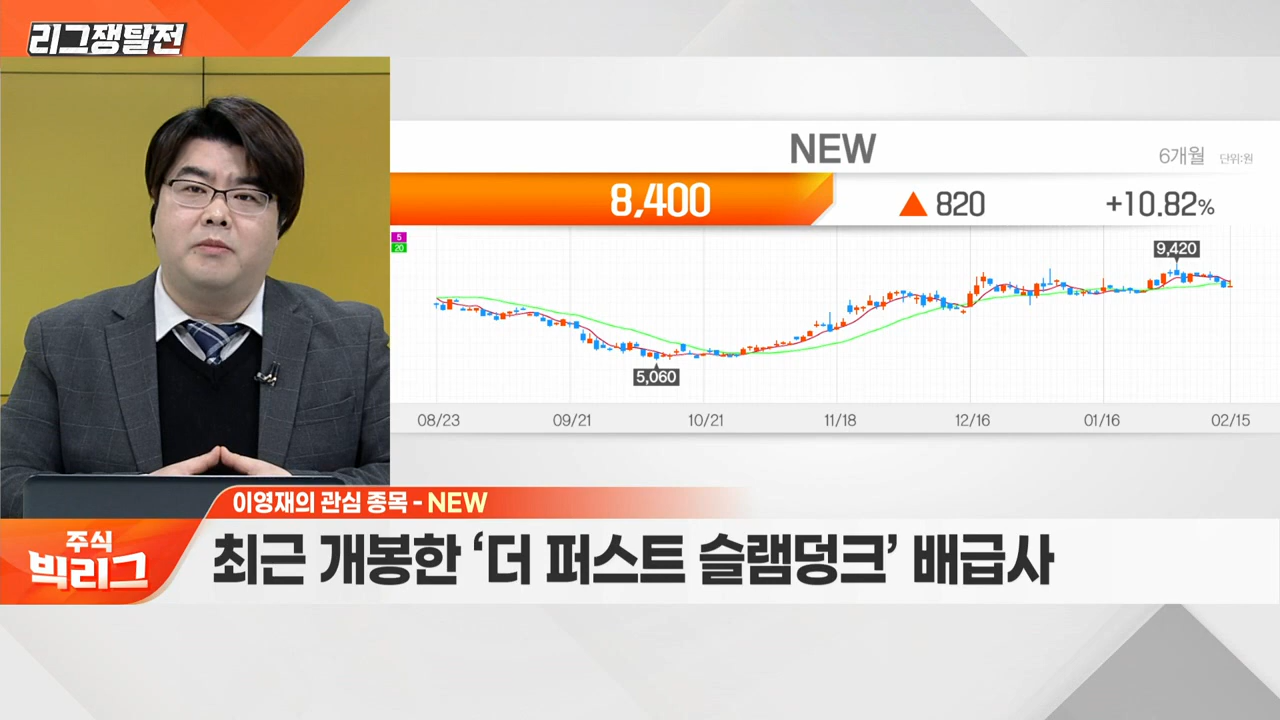 리그쟁탈전
NEW
6개월 단위:원
8,400 ▲ 820 +10.82%
5
20
9,420
5,060
08/23 09/21 10/21 11/18 12/16 01/16 02/15
이영재의 관심 종목 - NEW
주식
빅리그
최근 개봉한 ‘더 퍼스트 슬램덩크’ 배급사